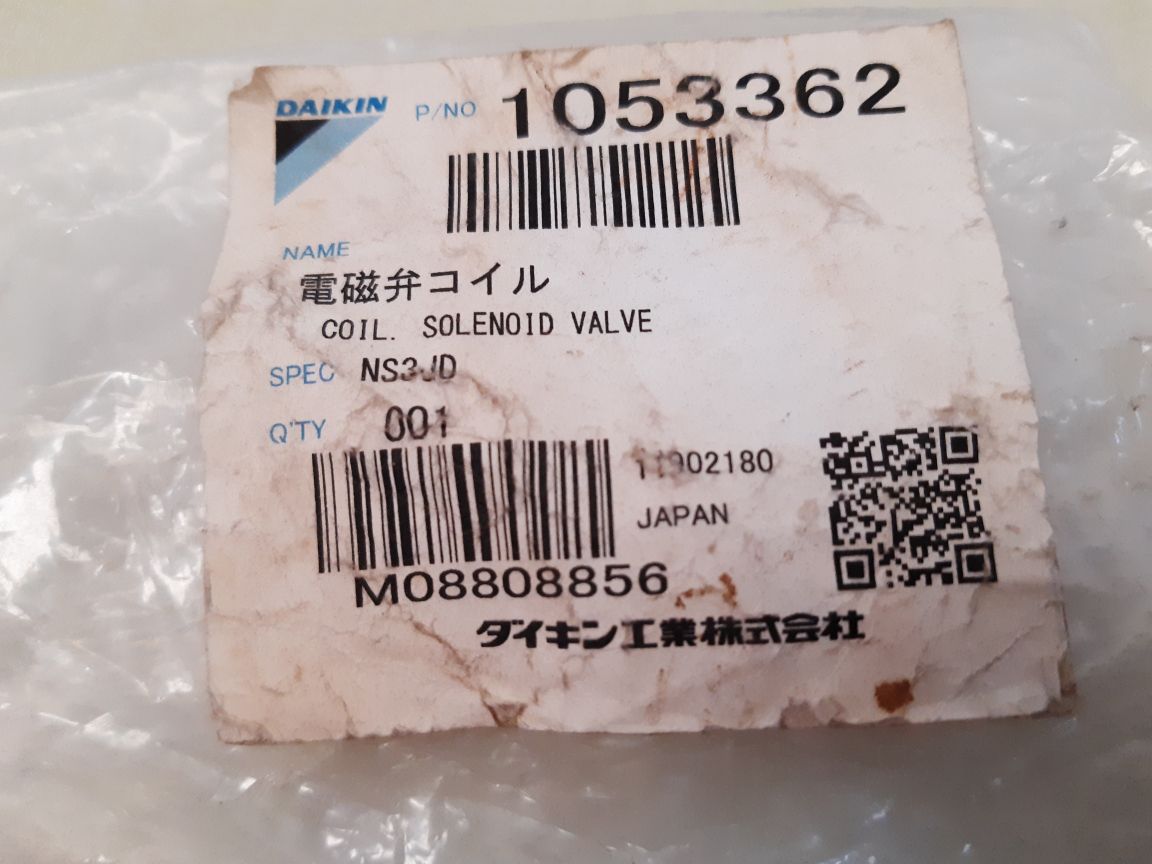 DAIKIN P/NO 1053362
NAME
電磁弁コイル
COIL. SOLENOID VALVE
SPEC NS3JD
Q'TY 001
JAPAN
M08808856
ダイキン工業株式会社